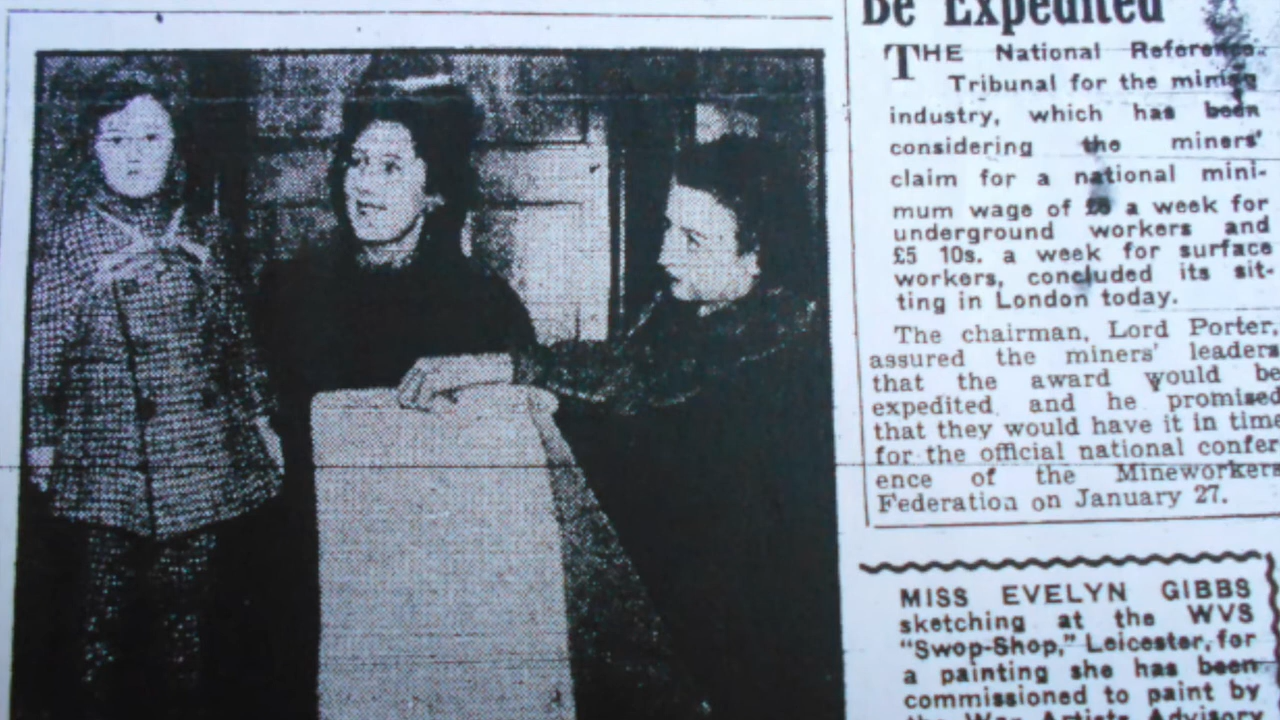 Be Expedited
THE National Reference
Tribunal for the mining
industry, which has been
considering the miners'
claim for a national mini-
mum wage of £6 a week for
underground workers and
£5 10s. a week for surface
workers, concluded its sit-
ting in London today.
The chairman, Lord Porter,
assured the miners' leaders
that the award would be
expedited and he promised
that they would have it in time
for the official national confer
ence of the Mineworkers
Federation on January 27.
MISS EVELYN GIBBS
sketching at the WVS
"Swop-Shop," Leicester, for
a painting she has been
commissioned to paint by
the War Artists Advisory